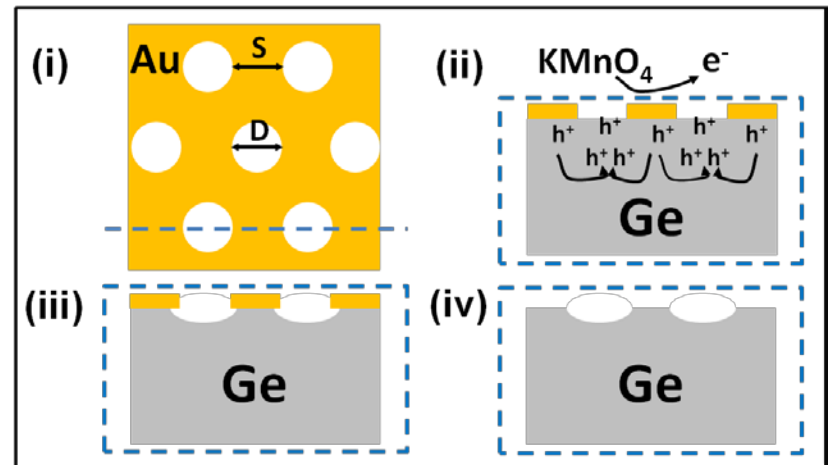 (i)
Au
S
D
(ii)
KMnO₄ e⁻
h⁺ h⁺ h⁺ h⁺ h⁺
h⁺h⁺ h⁺h⁺
Ge
(iii)
Ge
(iv)
Ge